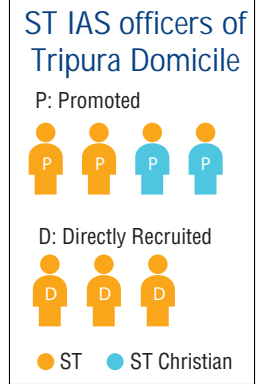 ST IAS officers of
Tripura Domicile
P: Promoted
P P P P
D: Directly Recruited
D D D
ST ST Christian